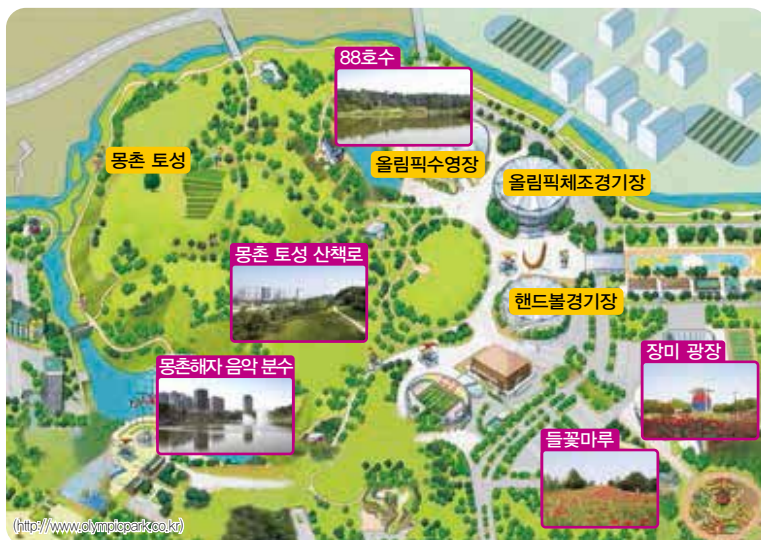 88호수
몽촌 토성
올림픽수영장
올림픽체조경기장
몽촌 토성 산책로
핸드볼경기장
몽촌해자 음악 분수
장미 광장
들꽃마루
(http://www.olympicpark.co.kr)